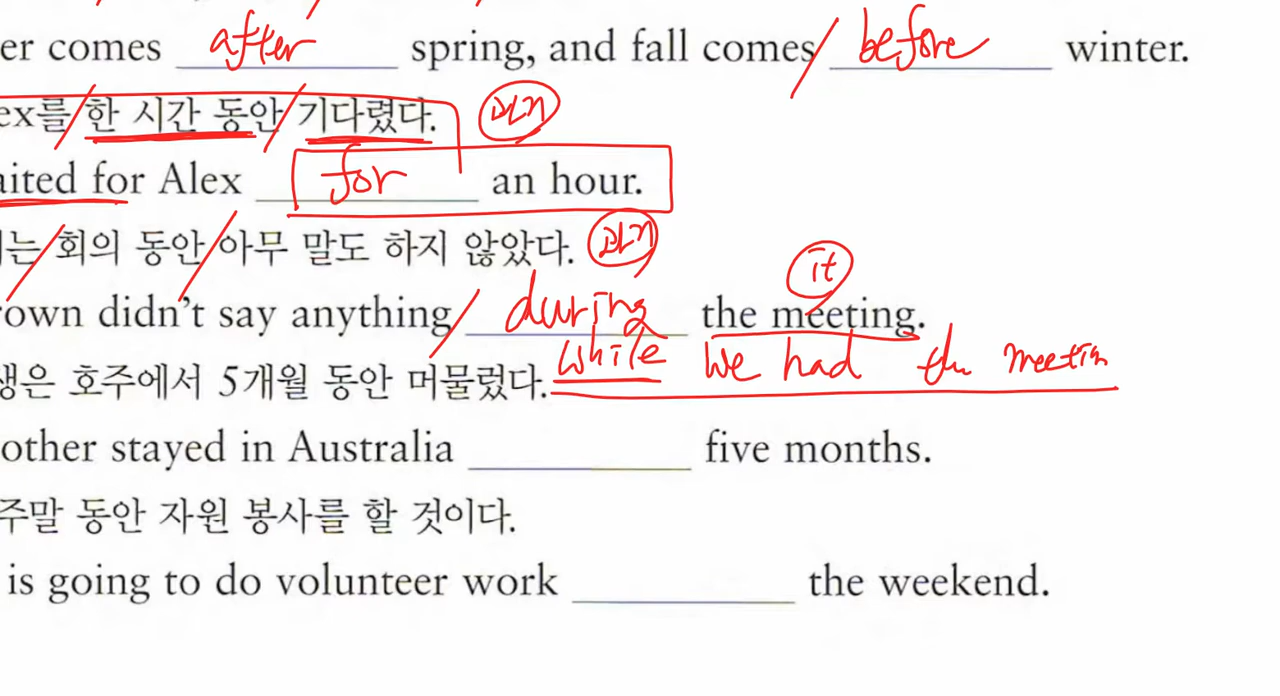 er comes after spring, and fall comes before winter.
ex를 한 시간 동안 기다렸다. 과거
aited for Alex for an hour.
는 회의 동안 아무 말도 하지 않았다. 과거
it
own didn't say anything during the meeting.
while we had the meetin
생은 호주에서 5개월 동안 머물렀다.
other stayed in Australia five months.
주말 동안 자원 봉사를 할 것이다.
is going to do volunteer work the weekend.